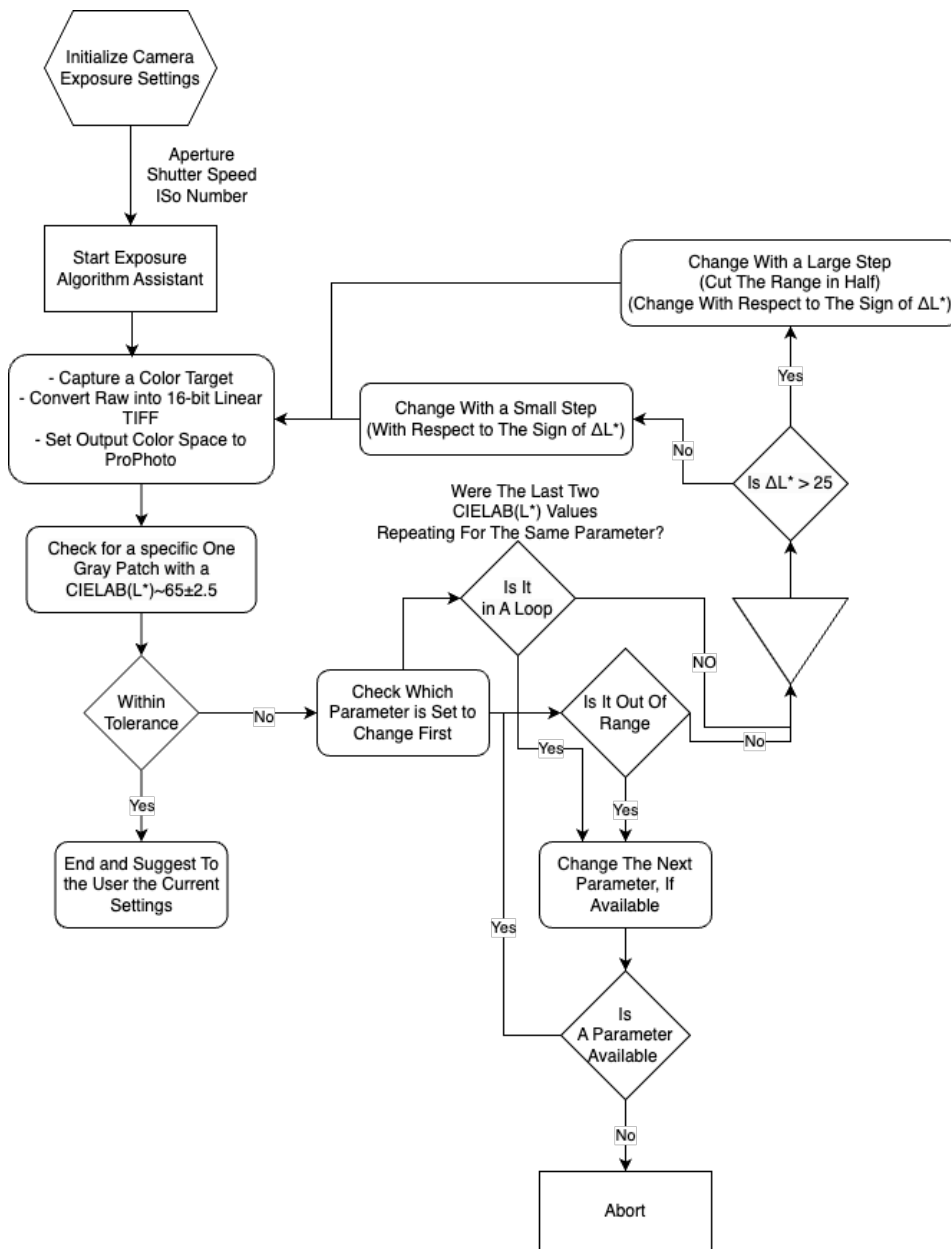 Initialize Camera
Exposure Settings
Aperture
Shutter Speed
ISo Number
Start Exposure
Algorithm Assistant
- Capture a Color Target
- Convert Raw into 16-bit Linear
TIFF
- Set Output Color Space to
ProPhoto
Check for a specific One
Gray Patch with a
CIELAB(L*)~65±2.5
Within
Tolerance
No
Yes
End and Suggest To
the User the Current
Settings
Check Which
Parameter is Set to
Change First
Were The Last Two
CIELAB(L*) Values
Repeating For The Same Parameter?
Is It
in A Loop
NO
Yes
Is It Out Of
Range
No
Yes
Change The Next
Parameter, If
Available
Is
A Parameter
Available
Yes
No
Abort
Is ΔL* > 25
No
Yes
Change With a Small Step
(With Respect to The Sign of ΔL*)
Change With a Large Step
(Cut The Range in Half)
(Change With Respect to The Sign of ΔL*)